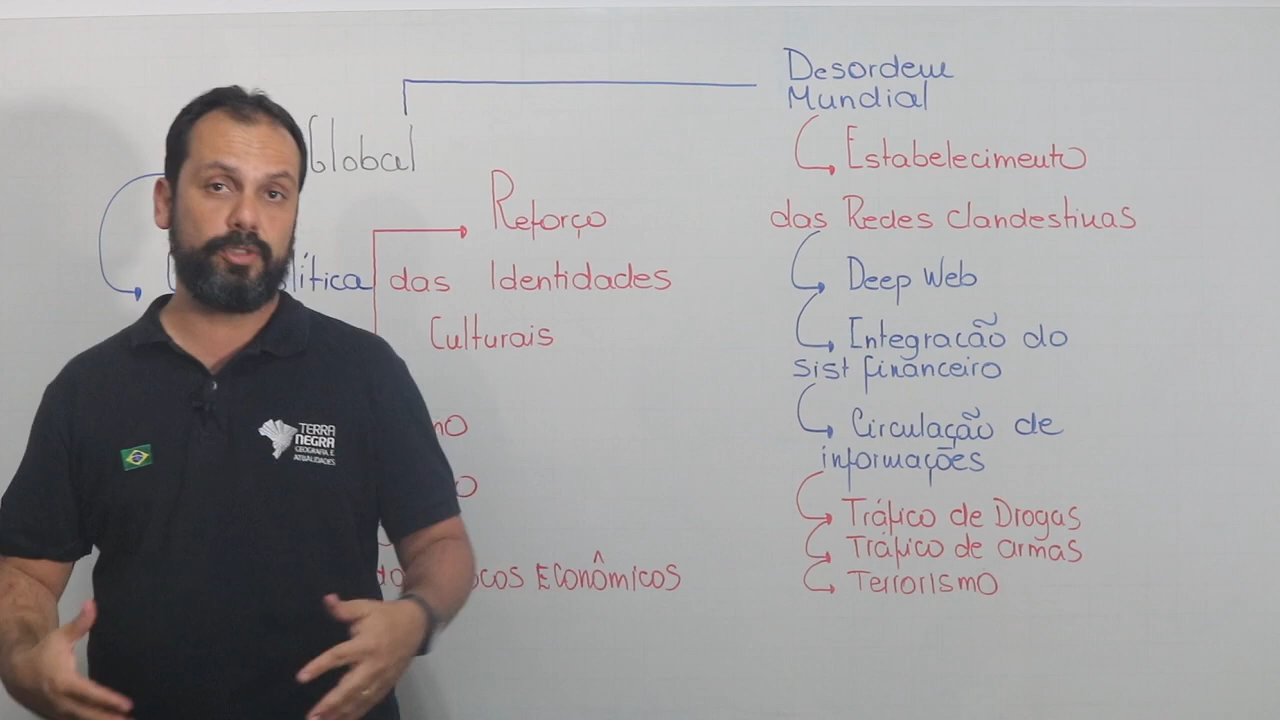 Global
Reforço
das Identidades
Culturais
ECONÔMICOS
Desordem
Mundial
Estabelecimento
das Redes clandestinas
Deep Web
Integração do
sist financeiro
Circulação de
informações
Tráfico de Drogas
Tráfico de armas
Terrorismo
TERRA
NEGRA
GEOGRAFIA E
ATUALIDADES